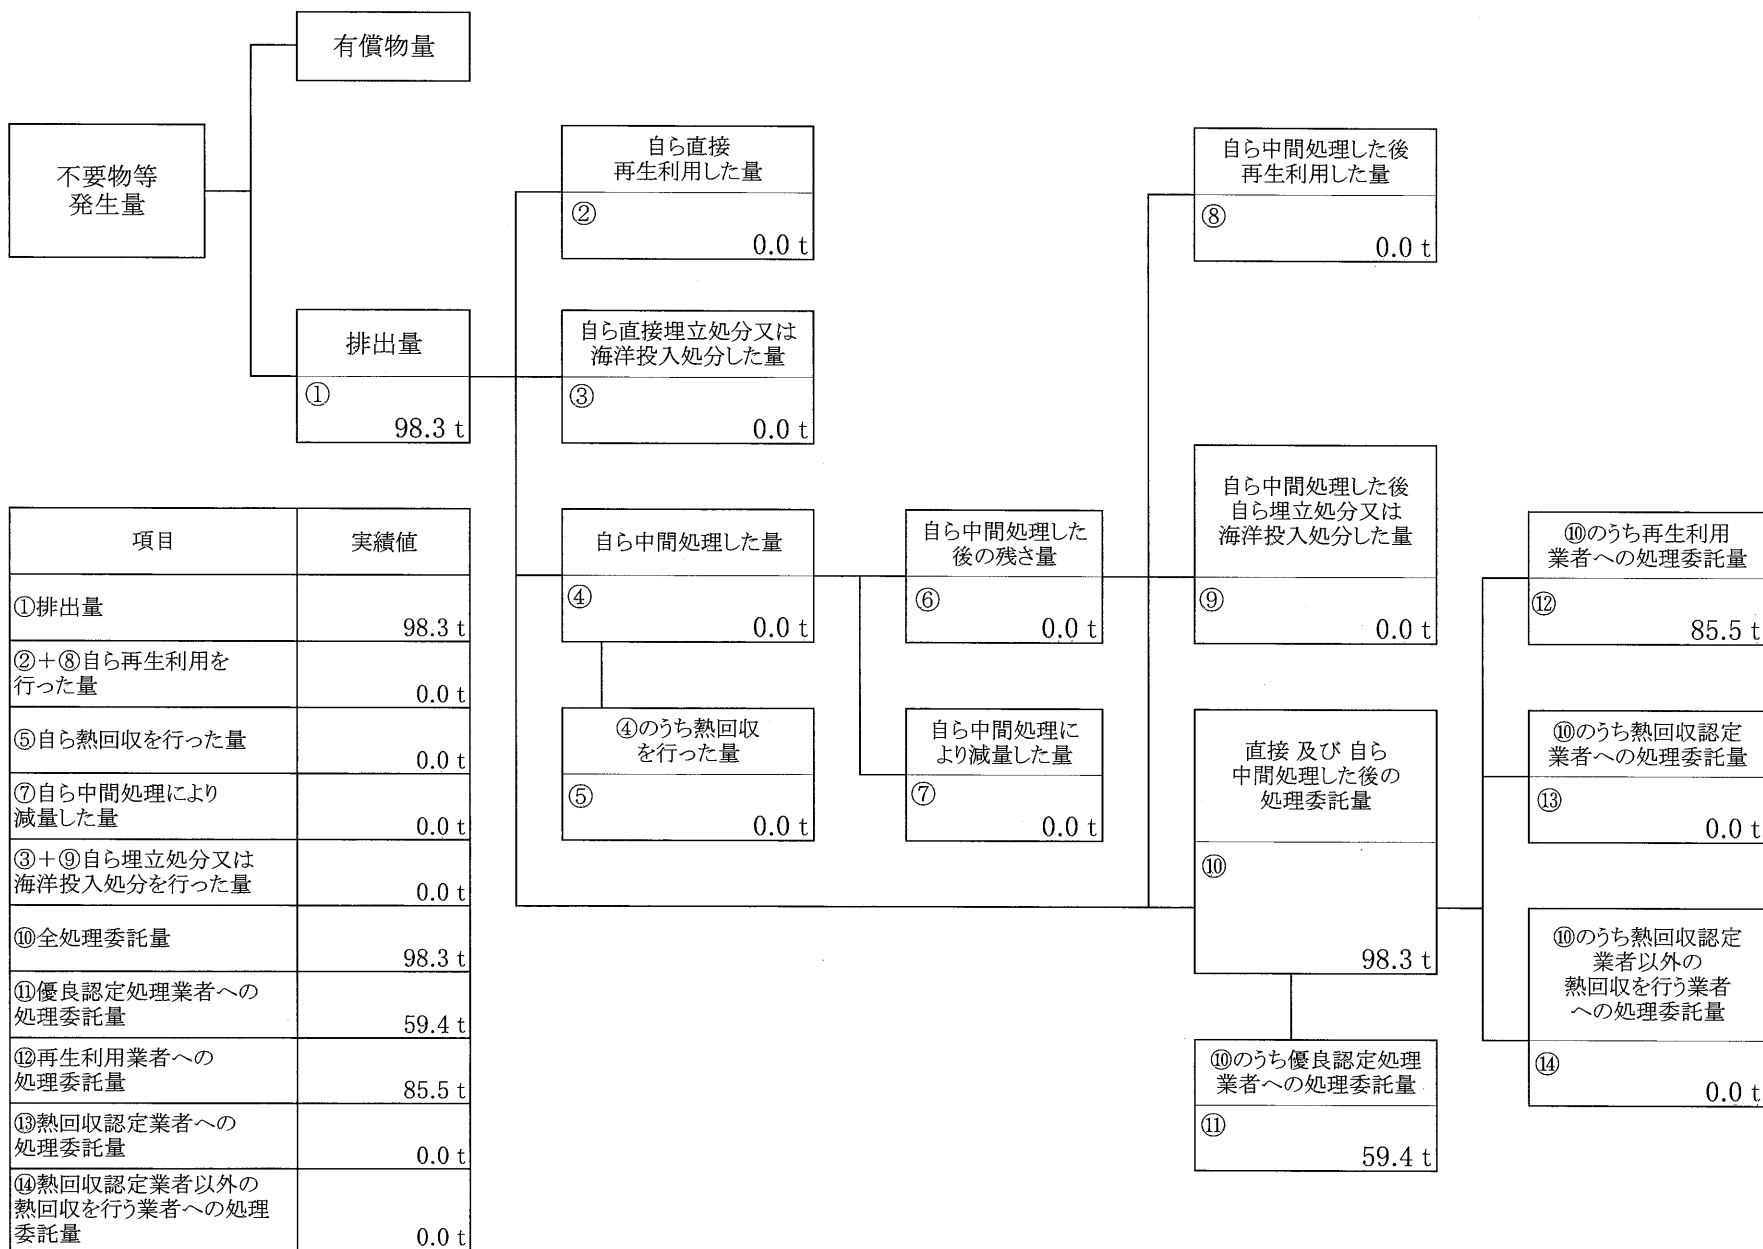 有償物量
不要物等
発生量
排出量
①
98.3 t
自ら直接
再生利用した量
②
0.0 t
自ら直接埋立処分又は
海洋投入処分した量
③
0.0 t
自ら中間処理した量
④
0.0 t
④のうち熱回収
を行った量
⑤
0.0 t
自ら中間処理した
後の残さ量
⑥
0.0 t
自ら中間処理に
より減量した量
⑦
0.0 t
自ら中間処理した後
再生利用した量
⑧
0.0 t
自ら中間処理した後
自ら埋立処分又は
海洋投入処分した量
⑨
0.0 t
直接 及び 自ら
中間処理した後の
処理委託量
⑩
98.3 t
⑩のうち優良認定処理
業者への処理委託量
⑪
59.4 t
⑩のうち再生利用
業者への処理委託量
⑫
85.5 t
⑩のうち熱回収認定
業者への処理委託量
⑬
0.0 t
⑩のうち熱回収認定
業者以外の
熱回収を行う業者
への処理委託量
⑭
0.0 t
項目 実績値
①排出量
98.3 t
②+⑧自ら再生利用を
行った量
0.0 t
⑤自ら熱回収を行った量
0.0 t
⑦自ら中間処理により
減量した量
0.0 t
③+⑨自ら埋立処分又は
海洋投入処分を行った量
0.0 t
⑩全処理委託量
98.3 t
⑪優良認定処理業者への
処理委託量
59.4 t
⑫再生利用業者への
処理委託量
85.5 t
⑬熱回収認定業者への
処理委託量
0.0 t
⑭熱回収認定業者以外の
熱回収を行う業者への処理
委託量
0.0 t